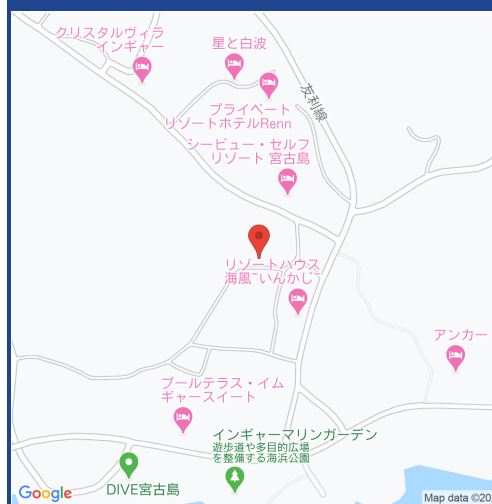 クリスタルヴィラ
インギャー
星と白波
友利線
プライベート
リゾートホテルRenn
シービュー・セルフ
リゾート 宮古島
リゾートハウス
海風~いんかじ~
アンカー
プールテラス・イム
ギャースイート
インギャーマリンガーデン
遊歩道や多目的広場
を整備する海浜公園
DIVE宮古島
Google
Map data ©20